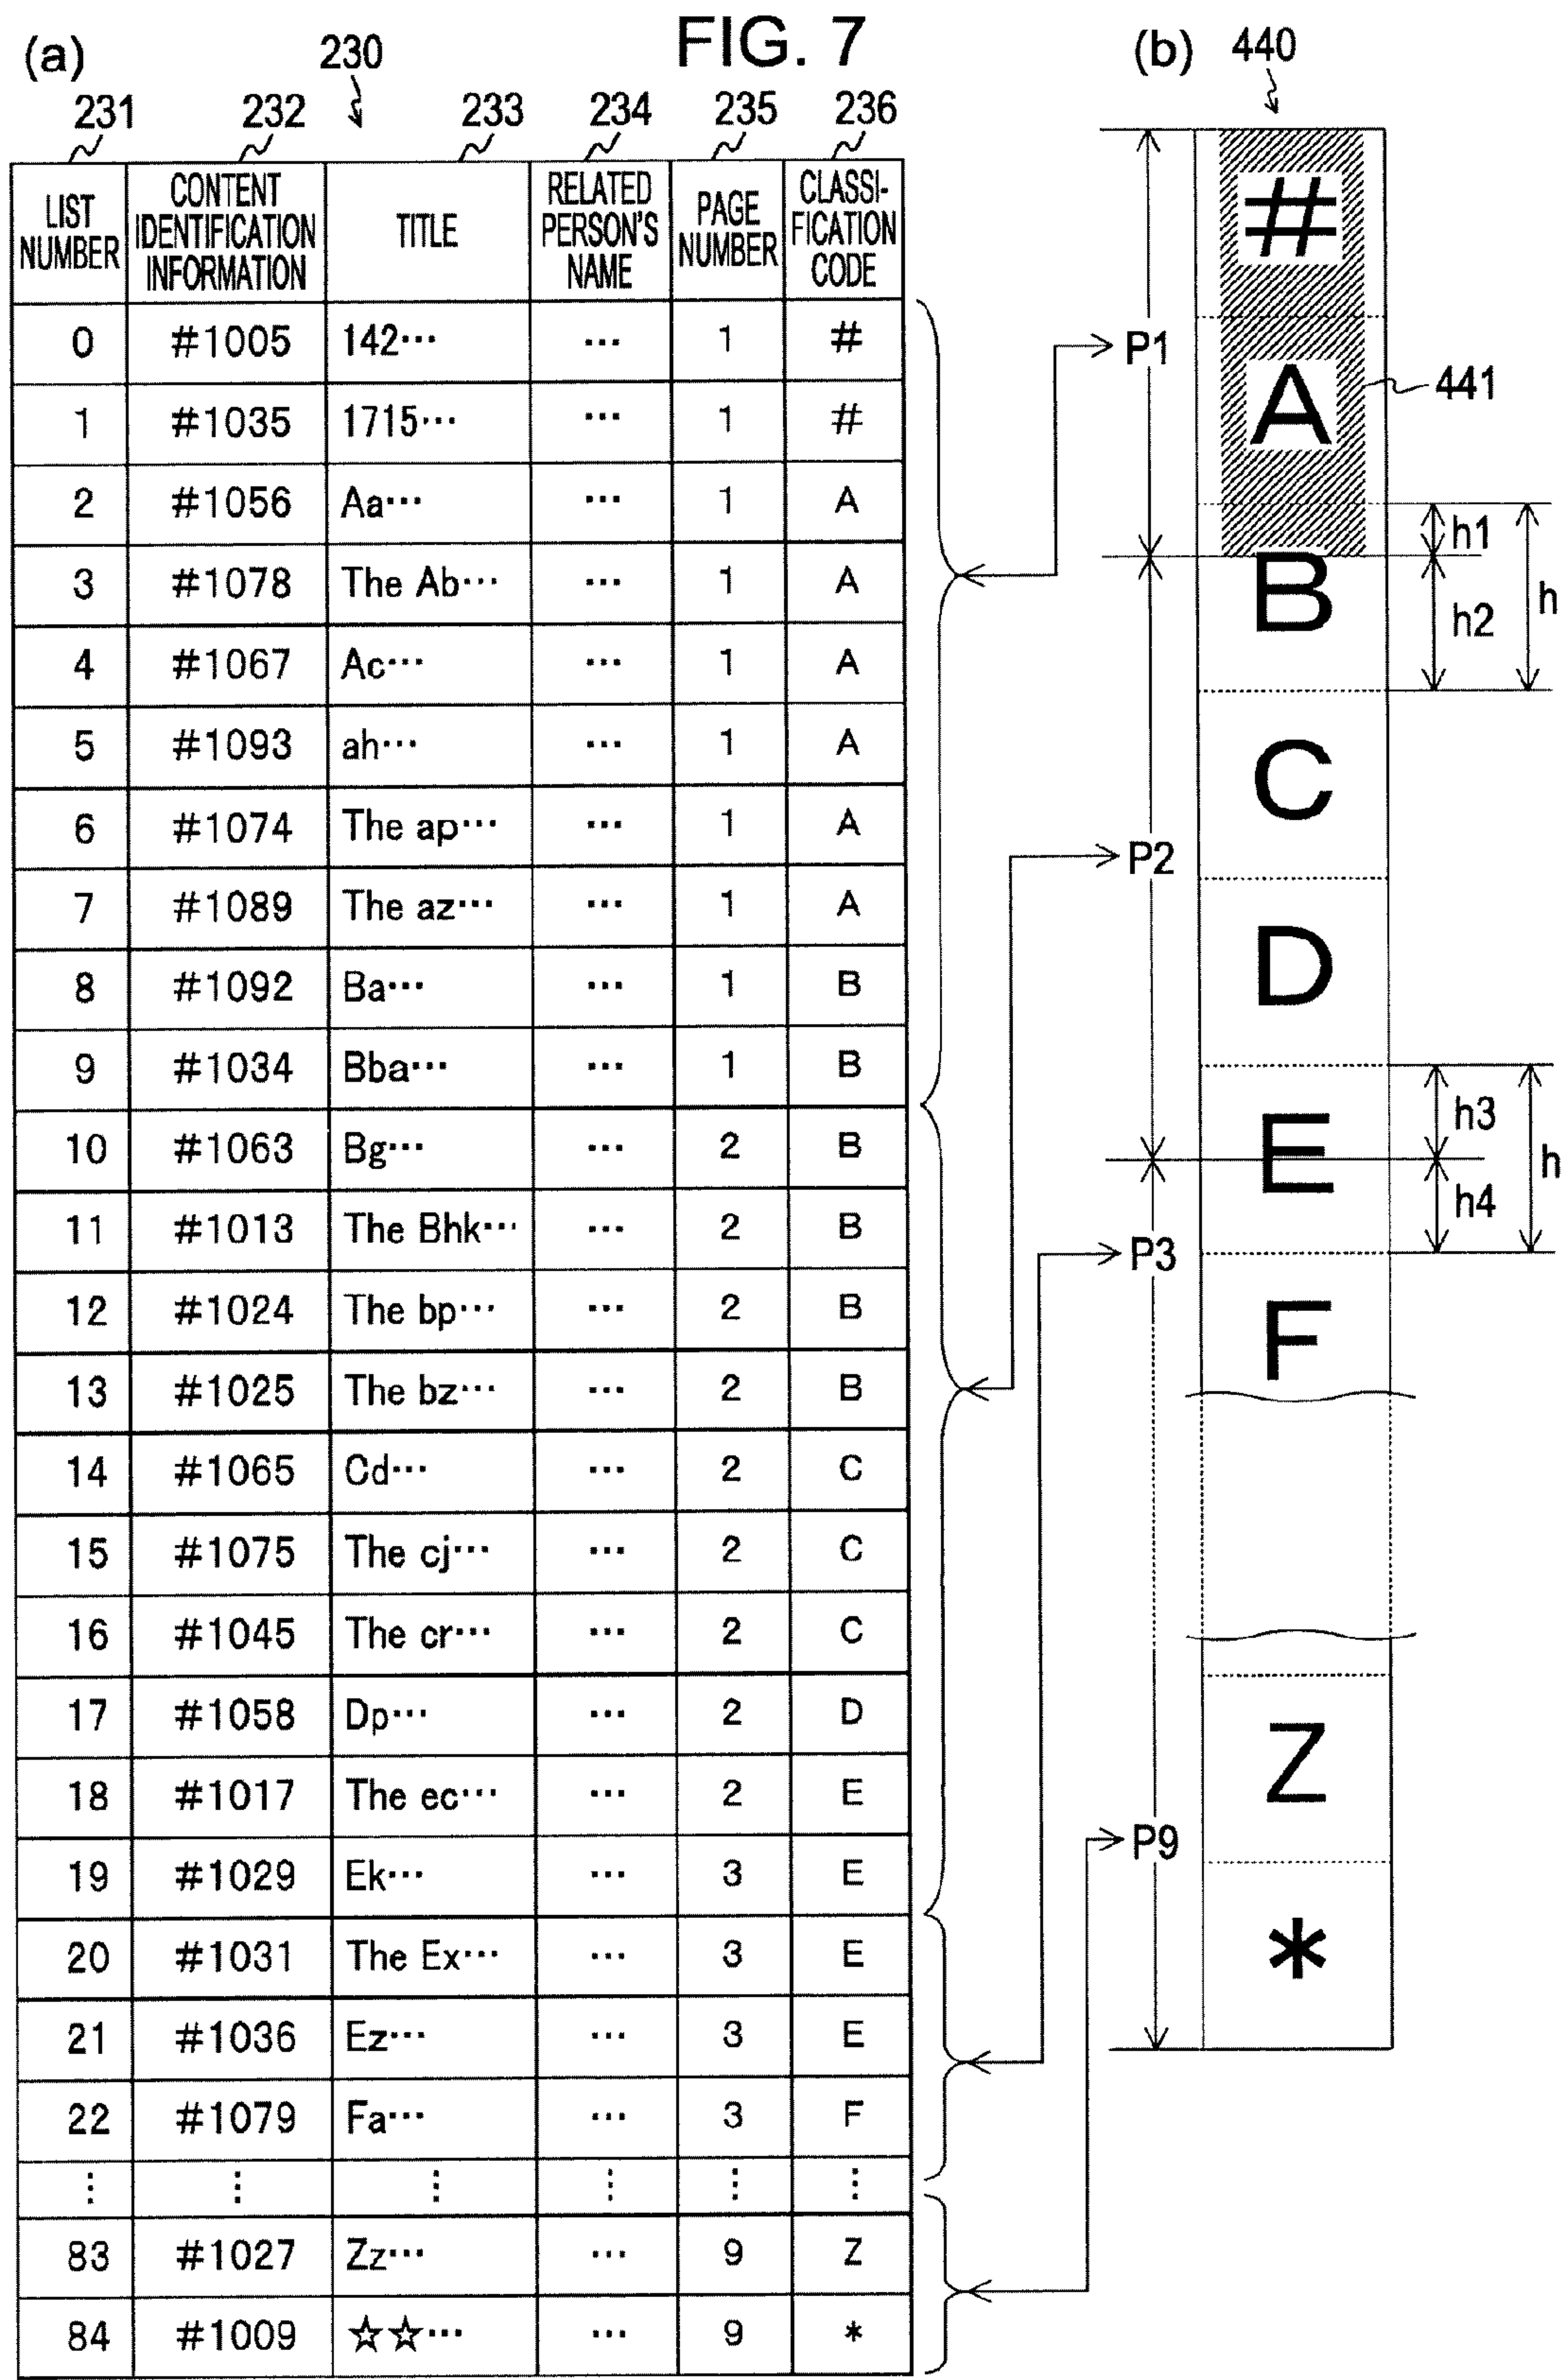 FIG. 7
(a) 230 (b) 440
231 232 233 234 235 236
LIST NUMBER CONTENT IDENTIFICATION INFORMATION TITLE RELATED PERSON'S NAME PAGE NUMBER CLASSI-FICATION CODE
0 #1005 142⋯ ⋯ 1 #
1 #1035 1715⋯ ⋯ 1 #
2 #1056 Aa⋯ ⋯ 1 A
3 #1078 The Ab⋯ ⋯ 1 A
4 #1067 Ac⋯ ⋯ 1 A
5 #1093 ah⋯ ⋯ 1 A
6 #1074 The ap⋯ ⋯ 1 A
7 #1089 The az⋯ ⋯ 1 A
8 #1092 Ba⋯ ⋯ 1 B
9 #1034 Bba⋯ ⋯ 1 B
10 #1063 Bg⋯ ⋯ 2 B
11 #1013 The Bhk⋯ ⋯ 2 B
12 #1024 The bp⋯ ⋯ 2 B
13 #1025 The bz⋯ ⋯ 2 B
14 #1065 Cd⋯ ⋯ 2 C
15 #1075 The cj⋯ ⋯ 2 C
16 #1045 The cr⋯ ⋯ 2 C
17 #1058 Dp⋯ ⋯ 2 D
18 #1017 The ec⋯ ⋯ 2 E
19 #1029 Ek⋯ ⋯ 3 E
20 #1031 The Ex⋯ ⋯ 3 E
21 #1036 Ez⋯ ⋯ 3 E
22 #1079 Fa⋯ ⋯ 3 F
⋮ ⋮ ⋮ ⋮ ⋮ ⋮
83 #1027 Zz⋯ ⋯ 9 Z
84 #1009 ☆☆⋯ ⋯ 9 *
#
P1
A 441
h1
B h2 h
C
P2
D
h3
E h
h4
P3
F
Z
P9
*